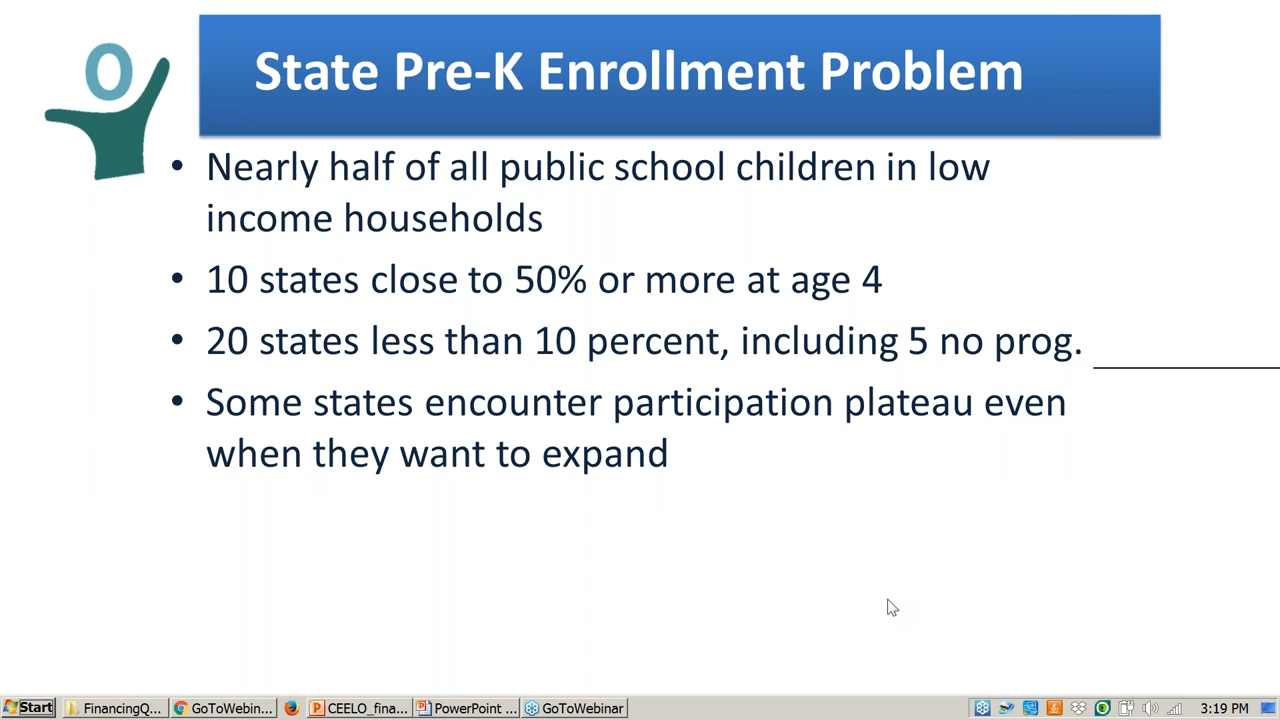 State Pre-K Enrollment Problem
• Nearly half of all public school children in low
income households
• 10 states close to 50% or more at age 4
• 20 states less than 10 percent, including 5 no prog.
• Some states encounter participation plateau even
when they want to expand
Start FinancingQ... GoToWebin... CEELO_fina... PowerPoint ... GoToWebinar 3:19 PM